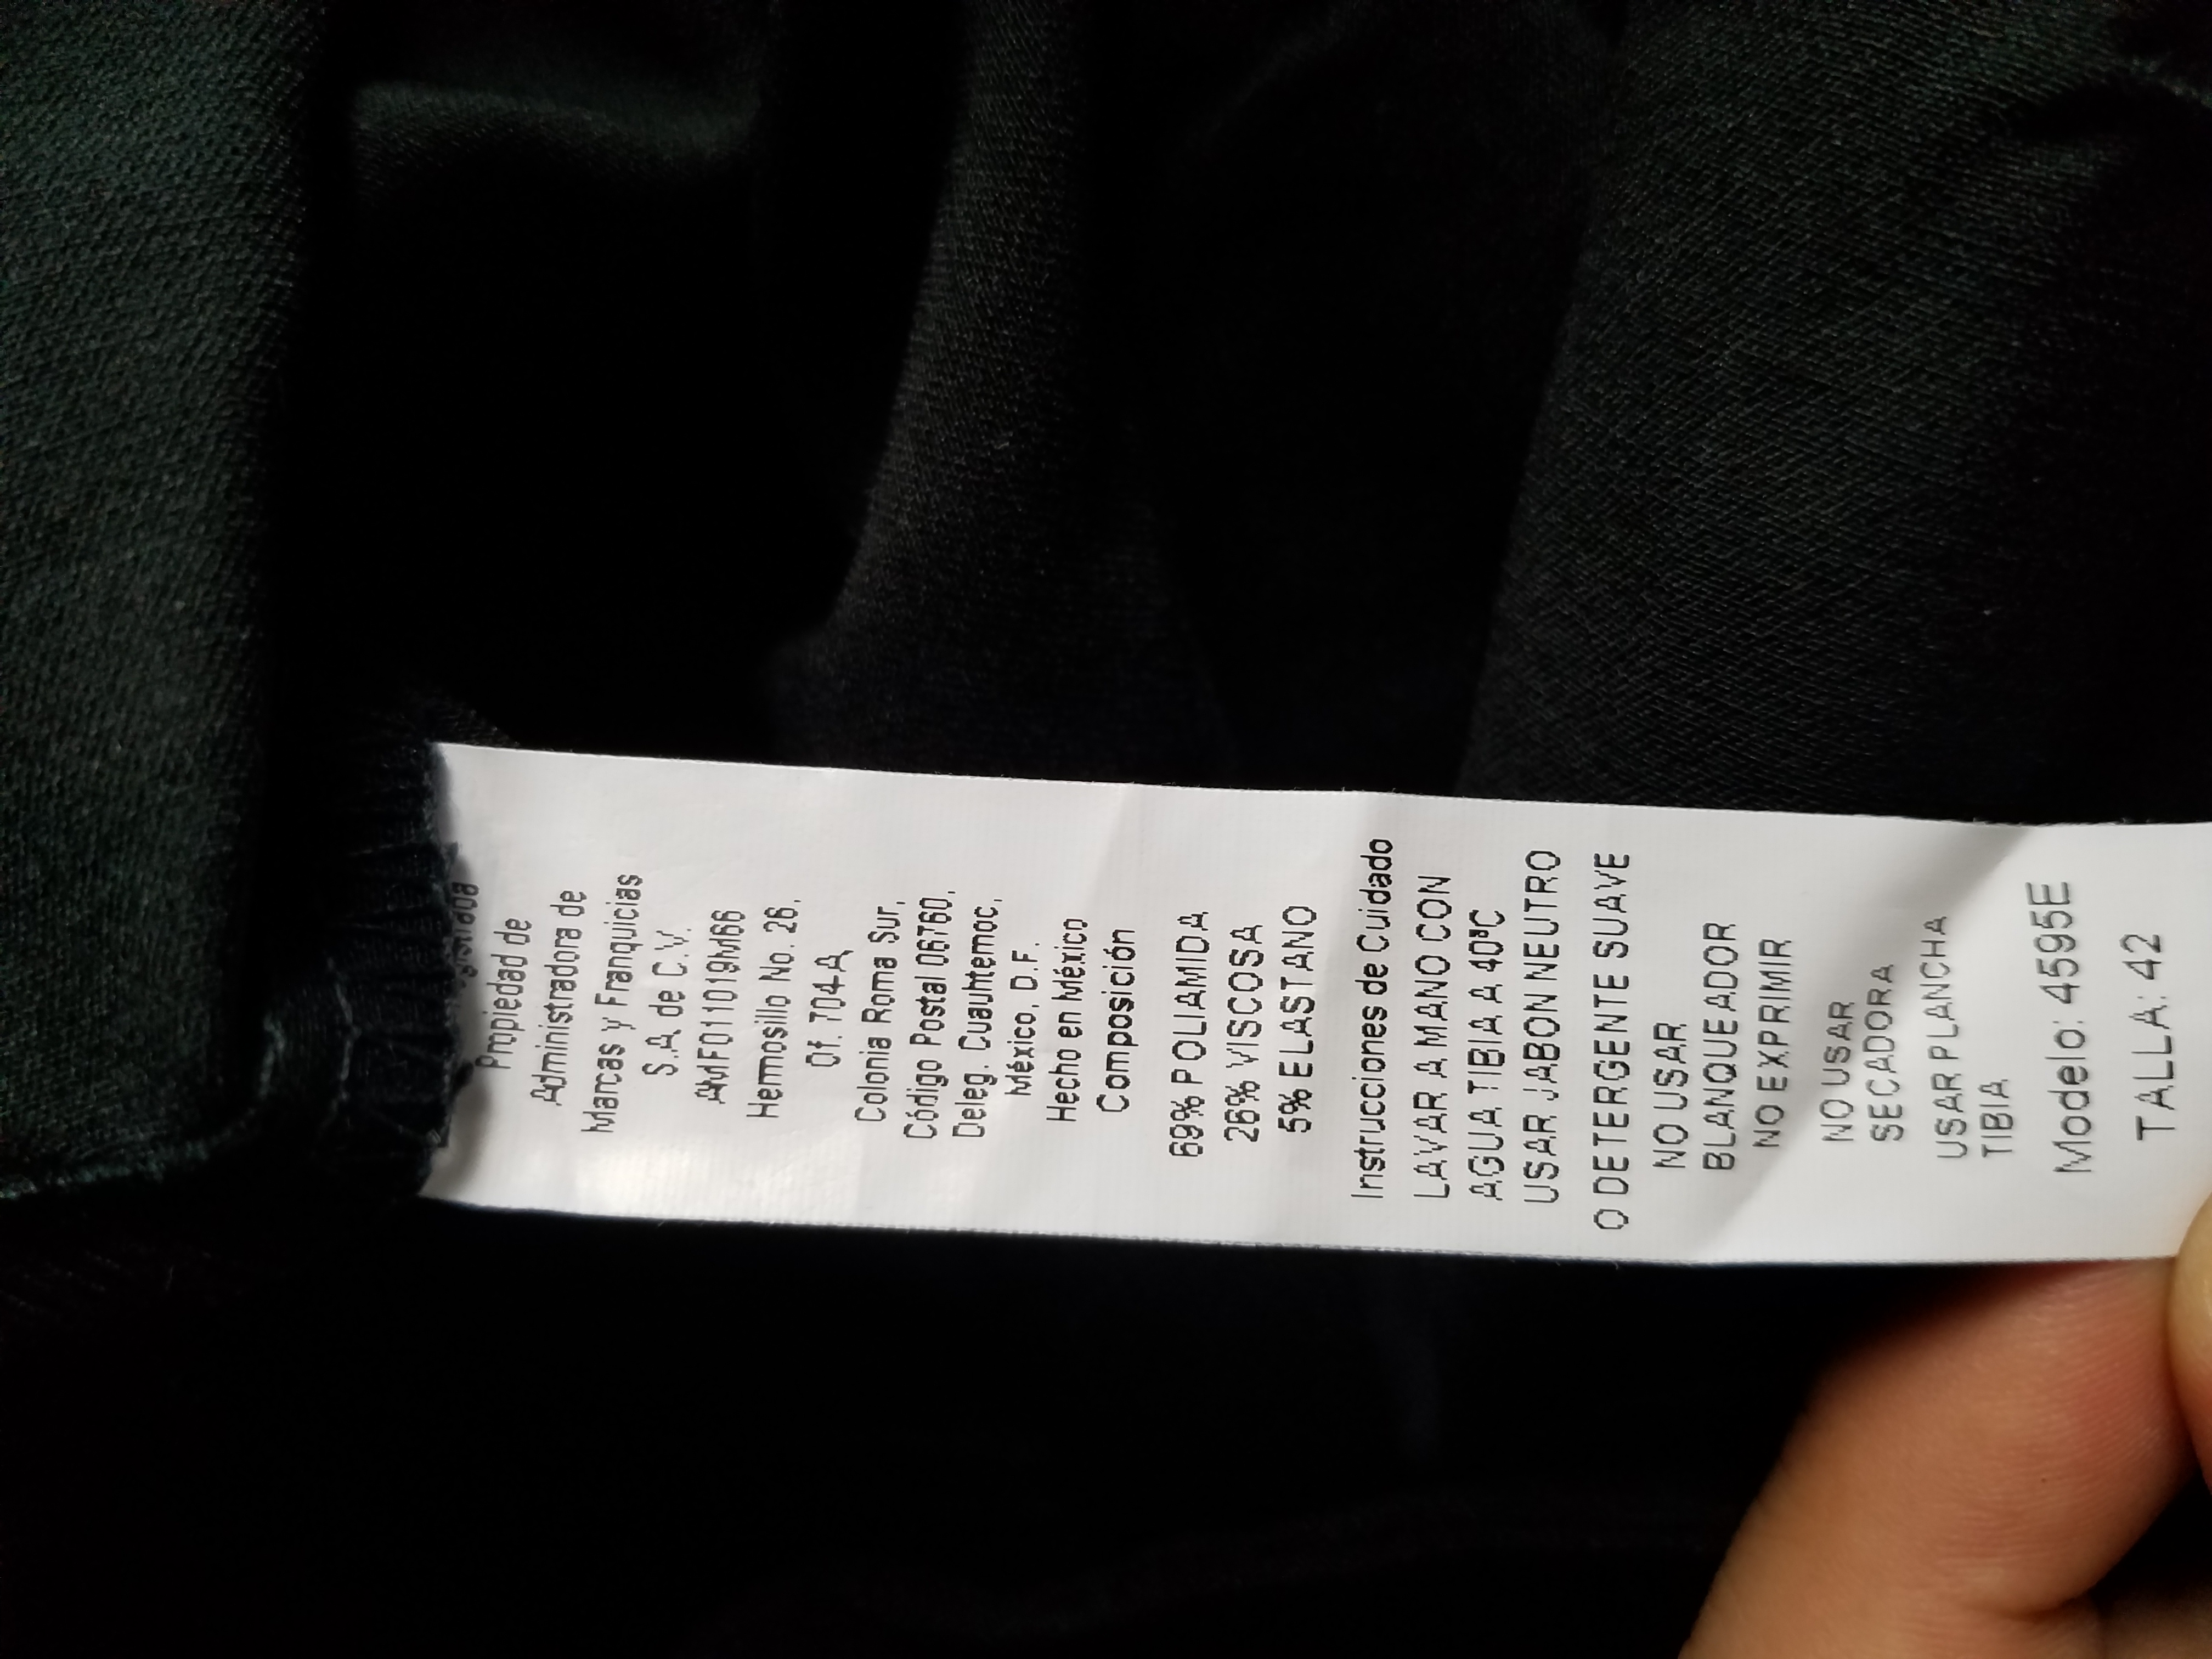 Propiedad de
Administradora de
Marcas y Franquicias
S.A. de C.V.
AMF011019M66
Hermosillo No. 26,
Of. 704-A
Colonia Roma Sur,
Código Postal 06760,
Deleg. Cuauhtemoc,
México, D.F.
Hecho en México
Composición
69% POLIAMIDA
26% VISCOSA
5% ELASTANO
Instrucciones de Cuidado
LAVAR A MANO CON
AGUA TIBIA A 40°C
USAR JABON NEUTRO
O DETERGENTE SUAVE
NO USAR
BLANQUEADOR
NO EXPRIMIR
NO USAR
SECADORA
USAR PLANCHA
TIBIA
Modelo: 4595E
TALLA: 42